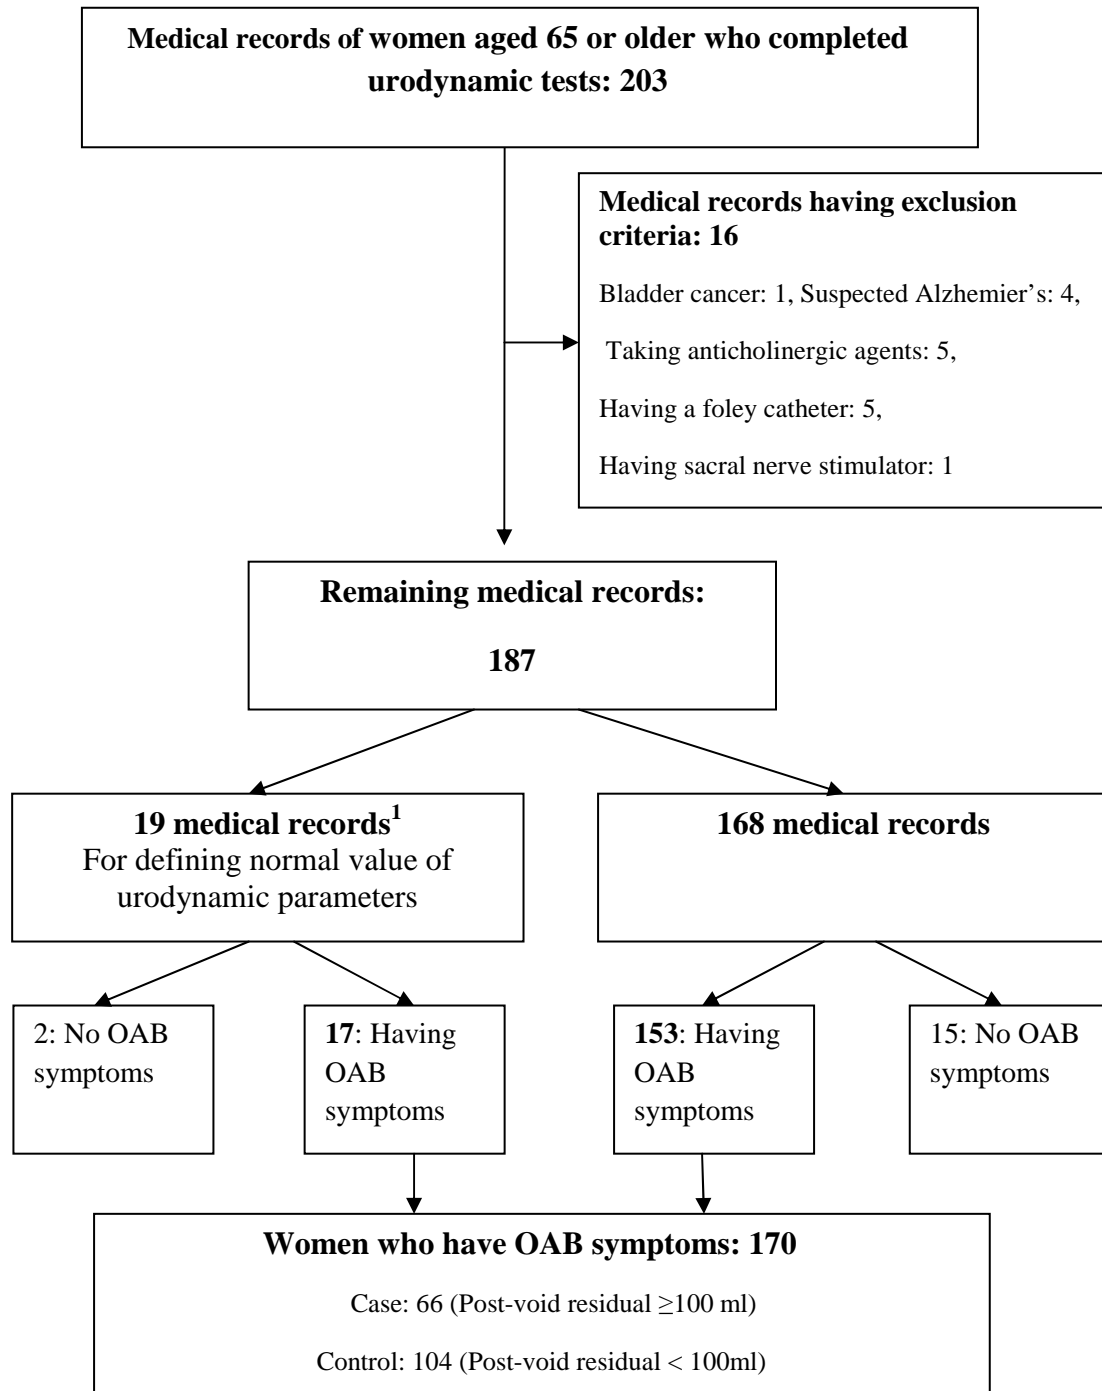 Medical records of women aged 65 or older who completed
urodynamic tests: 203
Medical records having exclusion
criteria: 16
Bladder cancer: 1, Suspected Alzhemier's: 4,
Taking anticholinergic agents: 5,
Having a foley catheter: 5,
Having sacral nerve stimulator: 1
Remaining medical records:
187
19 medical records¹
For defining normal value of
urodynamic parameters
168 medical records
2: No OAB
symptoms
17: Having
OAB
symptoms
153: Having
OAB
symptoms
15: No OAB
symptoms
Women who have OAB symptoms: 170
Case: 66 (Post-void residual ≥100 ml)
Control: 104 (Post-void residual < 100ml)